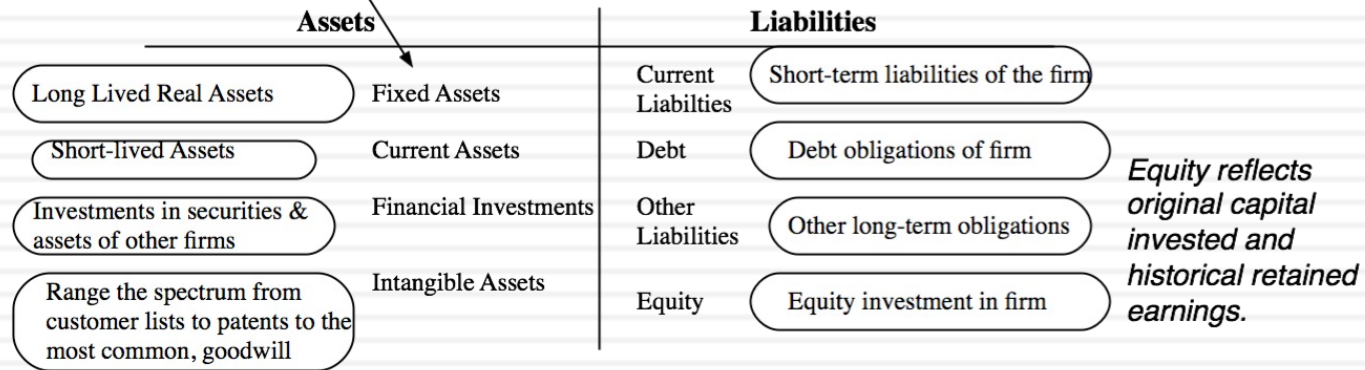 Assets
Liabilities
Long Lived Real Assets
Fixed Assets
Short-lived Assets
Current Assets
Investments in securities &
assets of other firms
Financial Investments
Range the spectrum from
customer lists to patents to the
most common, goodwill
Intangible Assets
Current
Liabilties
Short-term liabilities of the firm
Debt
Debt obligations of firm
Other
Liabilities
Other long-term obligations
Equity
Equity investment in firm
Equity reflects
original capital
invested and
historical retained
earnings.